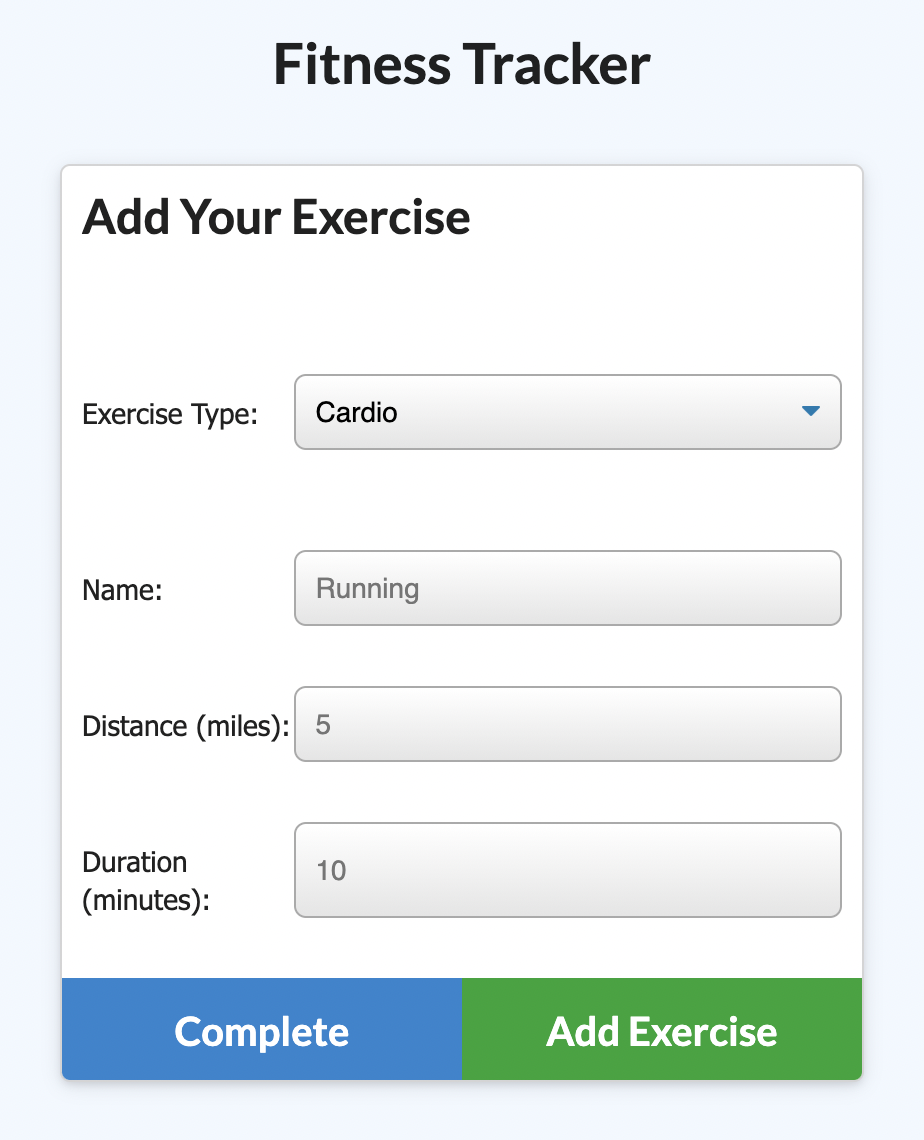 Fitness Tracker
Add Your Exercise
Exercise Type: Cardio
Name: Running
Distance (miles): 5
Duration
(minutes): 10
Complete Add Exercise